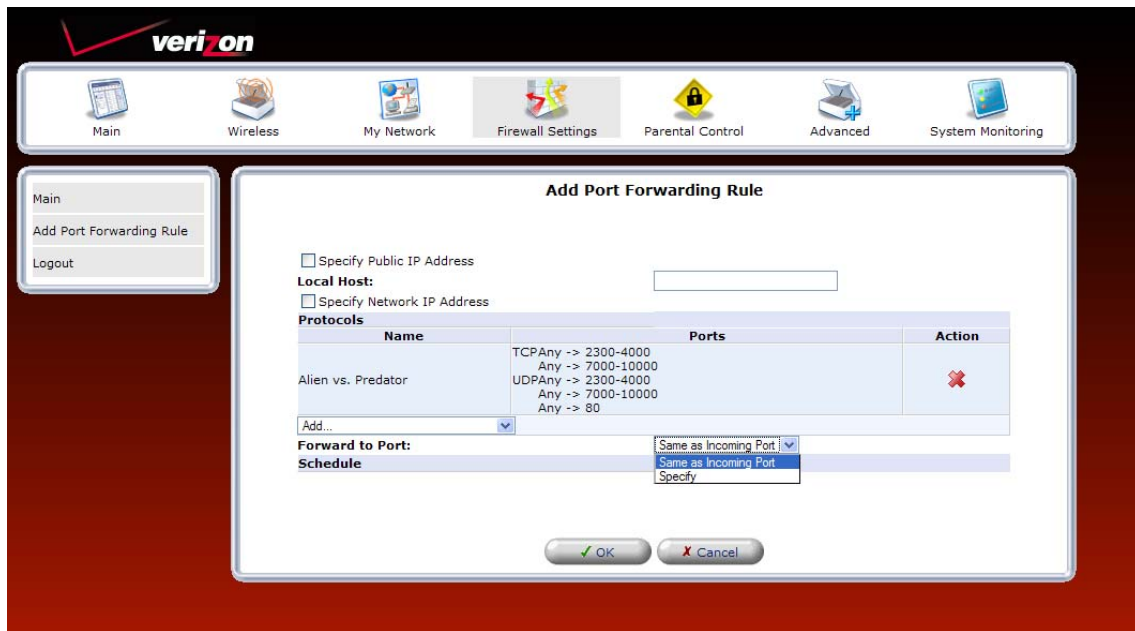 verizon
Main
Wireless
My Network
Firewall Settings
Parental Control
Advanced
System Monitoring
Main
Add Port Forwarding Rule
Logout
Add Port Forwarding Rule
Specify Public IP Address
Local Host:
Specify Network IP Address
Protocols
Name Ports Action
Alien vs. Predator
TCPAny -> 2300-4000
Any -> 7000-10000
UDPAny -> 2300-4000
Any -> 7000-10000
Any -> 80
Add...
Forward to Port: Same as Incoming Port
Same as Incoming Port
Specify
Schedule
OK
Cancel